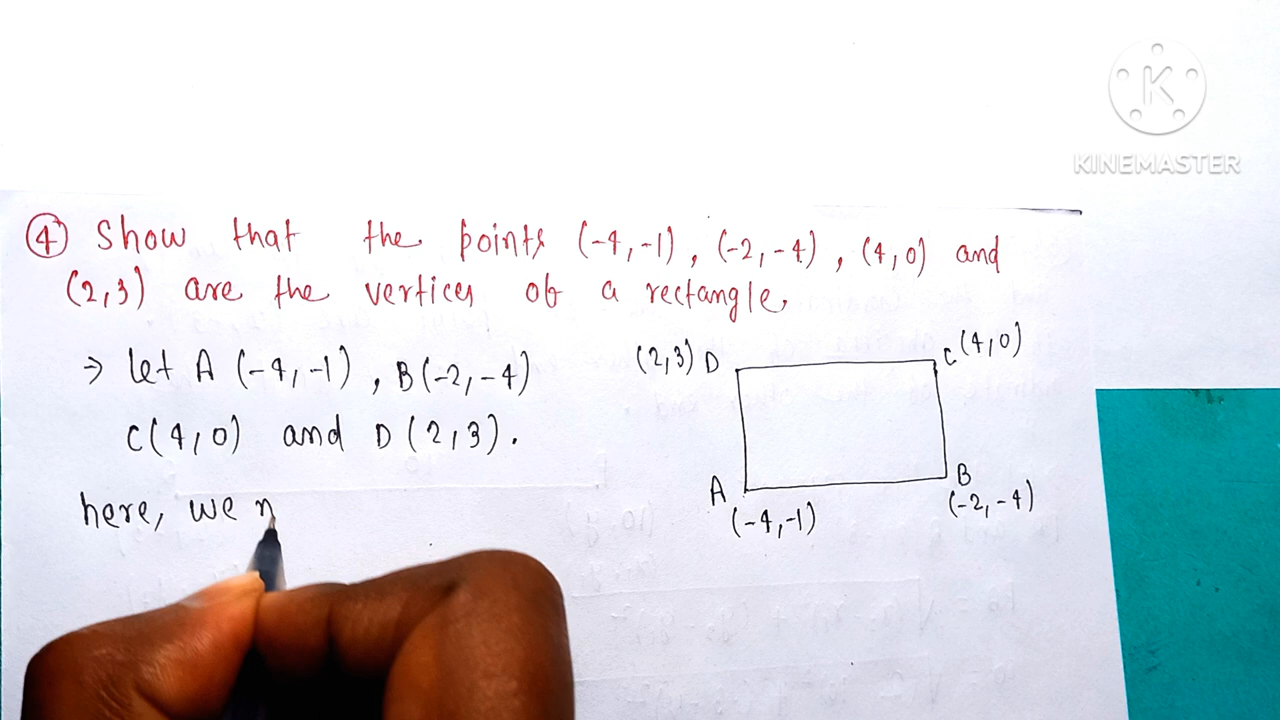 K
KINEMASTER
④ Show that the points (-4,-1), (-2,-4), (4,0) and
(2,3) are the vertices of a rectangle.
→ let A (-4,-1), B(-2,-4)
C(4,0) and D(2,3).
here, we n
(2,3) D
C (4,0)
A
(-4,-1)
B
(-2,-4)